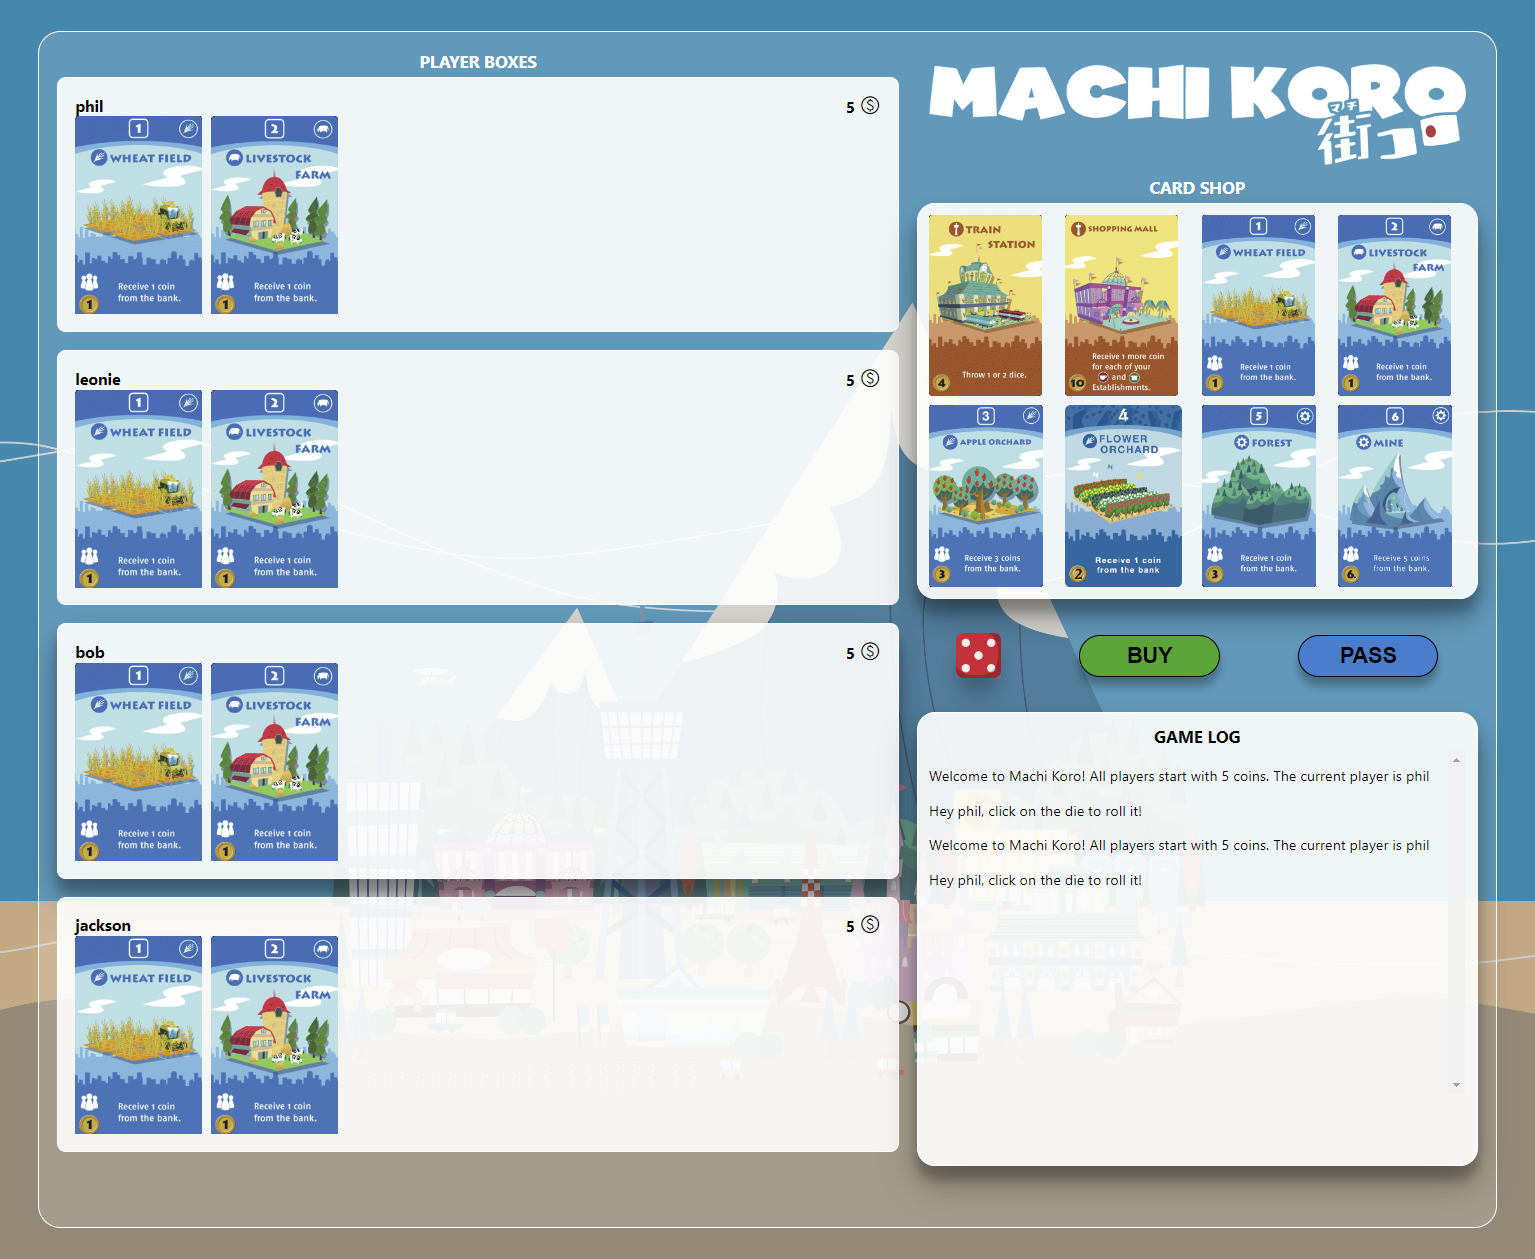 PLAYER BOXES
phil
5
1
WHEAT FIELD
Receive 1 coin
from the bank.
1
2
LIVESTOCK
FARM
Receive 1 coin
from the bank.
1
leonie
5
1
WHEAT FIELD
Receive 1 coin
from the bank.
1
2
LIVESTOCK
FARM
Receive 1 coin
from the bank.
1
bob
5
1
WHEAT FIELD
Receive 1 coin
from the bank.
1
2
LIVESTOCK
FARM
Receive 1 coin
from the bank.
1
jackson
5
1
WHEAT FIELD
Receive 1 coin
from the bank.
1
2
LIVESTOCK
FARM
Receive 1 coin
from the bank.
1
MACHI KORO
マチ
街コロ
CARD SHOP
TRAIN
STATION
Throw 1 or 2 dice.
4
SHOPPING MALL
Receive 1 more coin
for each of your
and
Establishments.
10
1
WHEAT FIELD
Receive 1 coin
from the bank.
1
2
LIVESTOCK
FARM
Receive 1 coin
from the bank.
1
3
APPLE ORCHARD
Receive 3 coins
from the bank.
3
4
FLOWER
ORCHARD
Receive 1 coin
from the bank
2
5
FOREST
Receive 1 coin
from the bank.
3
6
MINE
Receive 5 coins
from the bank.
6
BUY
PASS
GAME LOG
Welcome to Machi Koro! All players start with 5 coins. The current player is phil
Hey phil, click on the die to roll it!
Welcome to Machi Koro! All players start with 5 coins. The current player is phil
Hey phil, click on the die to roll it!